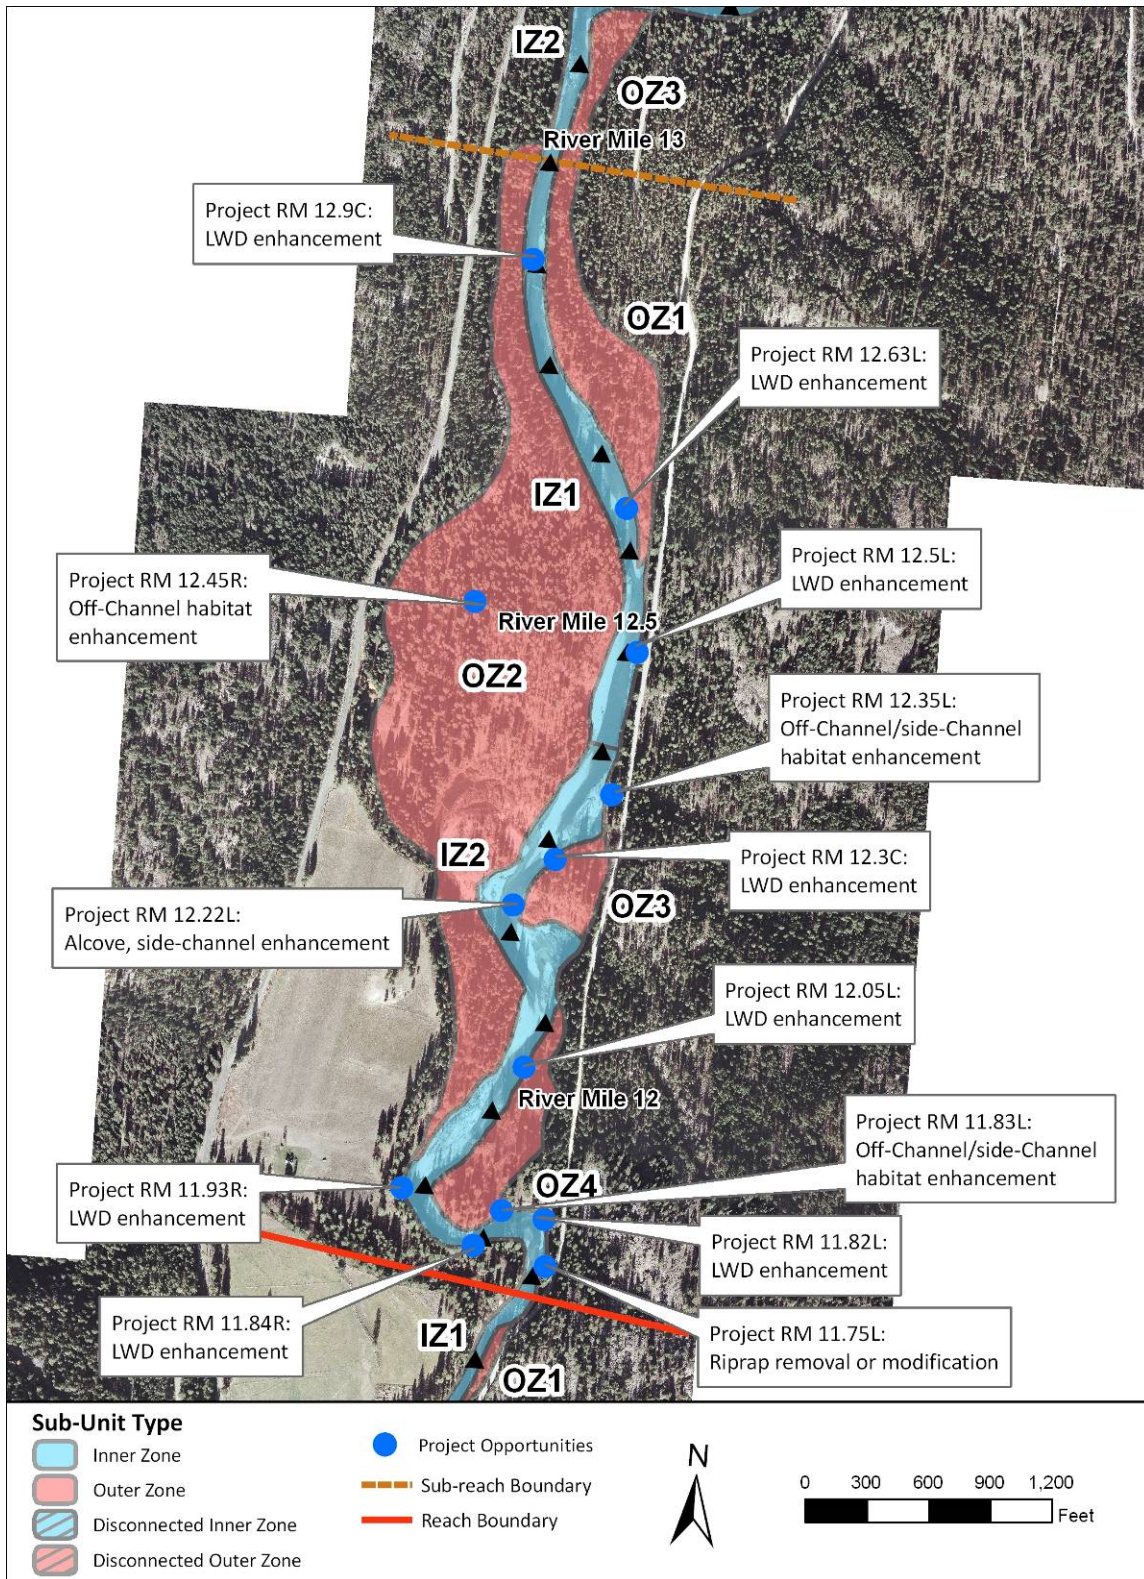 IZ2
OZ3
River Mile 13
Project RM 12.9C:
LWD enhancement
OZ1
Project RM 12.63L:
LWD enhancement
IZ1
Project RM 12.5L:
LWD enhancement
Project RM 12.45R:
Off-Channel habitat
enhancement
River Mile 12.5
OZ2
Project RM 12.35L:
Off-Channel/side-Channel
habitat enhancement
IZ2
Project RM 12.3C:
LWD enhancement
OZ3
Project RM 12.22L:
Alcove, side-channel enhancement
Project RM 12.05L:
LWD enhancement
River Mile 12
Project RM 11.83L:
Off-Channel/side-Channel
habitat enhancement
OZ4
Project RM 11.93R:
LWD enhancement
Project RM 11.82L:
LWD enhancement
Project RM 11.84R:
LWD enhancement
IZ1
Project RM 11.75L:
Riprap removal or modification
OZ1
Sub-Unit Type
Inner Zone
Outer Zone
Disconnected Inner Zone
Disconnected Outer Zone
Project Opportunities
Sub-reach Boundary
Reach Boundary
N
0 300 600 900 1,200
Feet